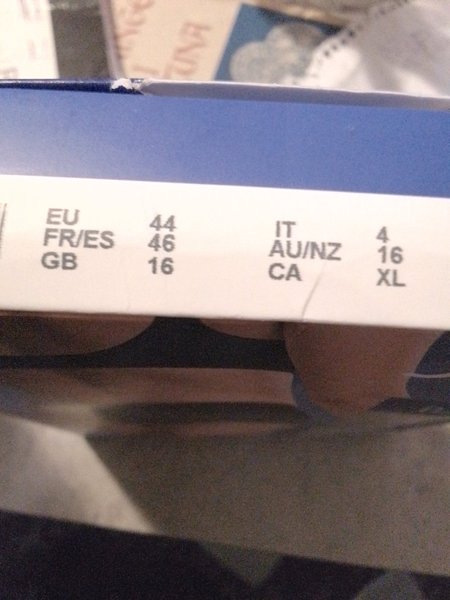 EU 44
FR/ES 46
GB 16
IT 4
AU/NZ 16
CA XL